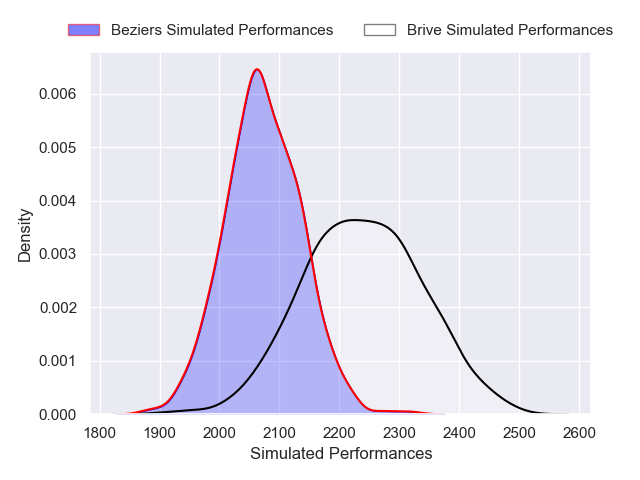 Beziers Simulated Performances
Brive Simulated Performances
0.006
0.005
0.004
0.003
0.002
0.001
0.000
Density
1800 1900 2000 2100 2200 2300 2400 2500 2600
Simulated Performances